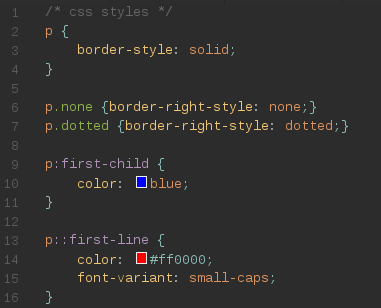 1 /* css styles */
2 p {
3     border-style: solid;
4 }
5
6 p.none {border-right-style: none;}
7 p.dotted {border-right-style: dotted;}
8
9 p:first-child {
10     color: blue;
11 }
12
13 p::first-line {
14     color: #ff0000;
15     font-variant: small-caps;
16 }